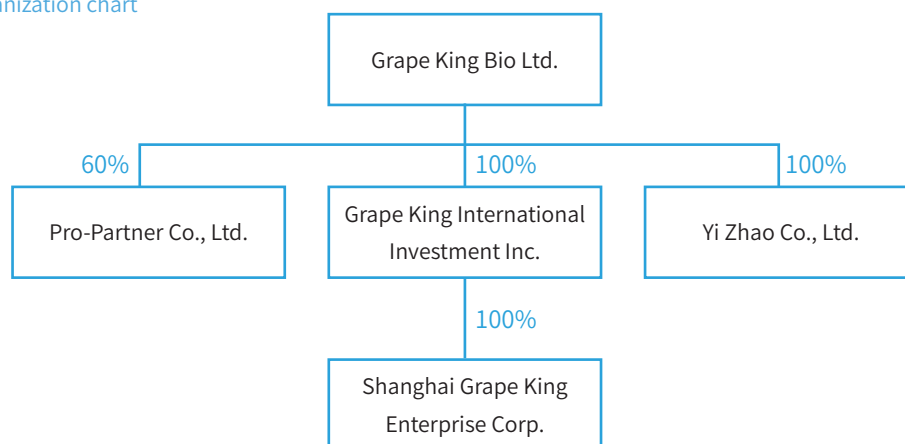 chart
Grape King Bio Ltd.
60%
100%
100%
Pro-Partner Co., Ltd.
Grape King International
Investment Inc.
Yi Zhao Co., Ltd.
100%
Shanghai Grape King
Enterprise Corp.